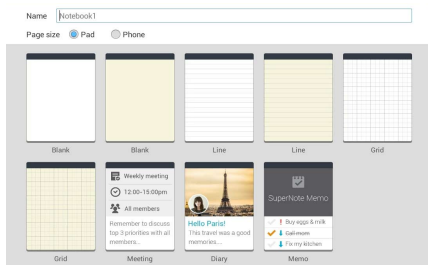 Name Notebook1
Page size Pad Phone
Blank Blank Line Line Grid
Weekly meeting
12:00-15:00pm
All members
Remember to discuss
top 3 priorities with all
members...
Hello Paris!
This travel was a good
memories....
SuperNote Memo
! Buy eggs & milk
Call mom
Fix my kitchen
Grid Meeting Diary Memo